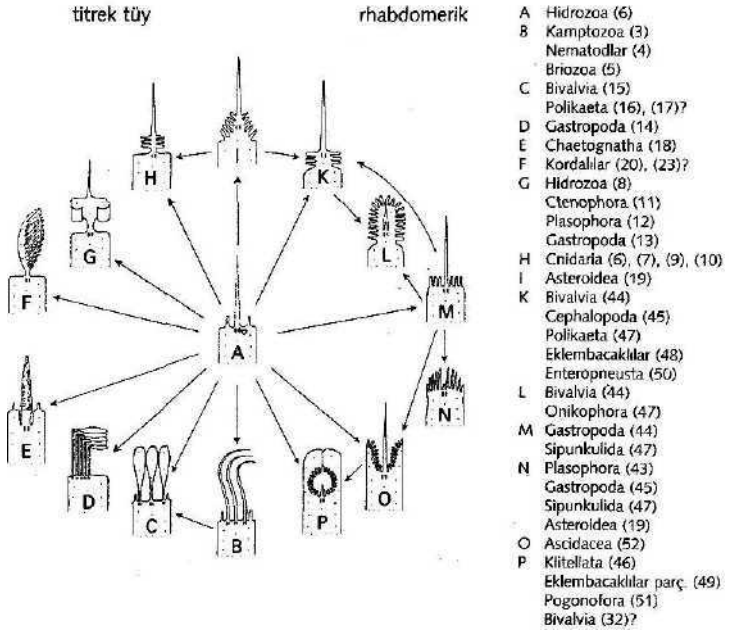 titrek tüy
rhabdomerik
H
I
K
G
L
F
M
A
N
E
D
C
B
P
O
A Hidrozoa (6)
B Kamptozoa (3)
Nematodlar (4)
Briozoa (5)
C Bivalvia (15)
Polikaeta (16), (17)?
D Gastropoda (14)
E Chaetognatha (18)
F Kordalılar (20), (23)?
G Hidrozoa (8)
Ctenophora (11)
Plasophora (12)
Gastropoda (13)
H Cnidaria (6), (7), (9), (10)
I Asteroidea (19)
K Bivalvia (44)
Cephalopoda (45)
Polikaeta (47)
Eklembacaklılar (48)
Enteropneusta (50)
L Bivalvia (44)
Onikophora (47)
M Gastropoda (44)
Sipunkulida (47)
N Plasophora (43)
Gastropoda (45)
Sipunkulida (47)
Asteroidea (19)
O Ascidacea (52)
P Klitellata (46)
Eklembacaklılar parç. (49)
Pogonofora (51)
Bivalvia (32)?